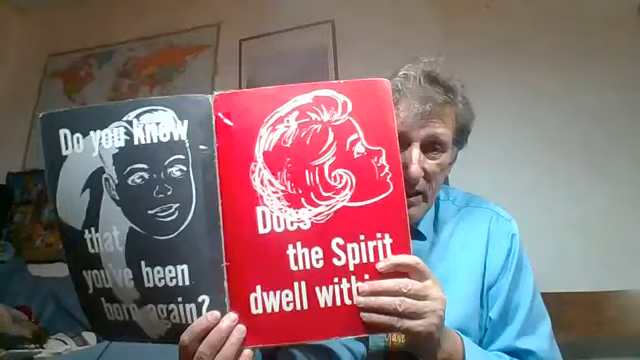 Do you know
that
you've been
born again?
Does
the Spirit
dwell